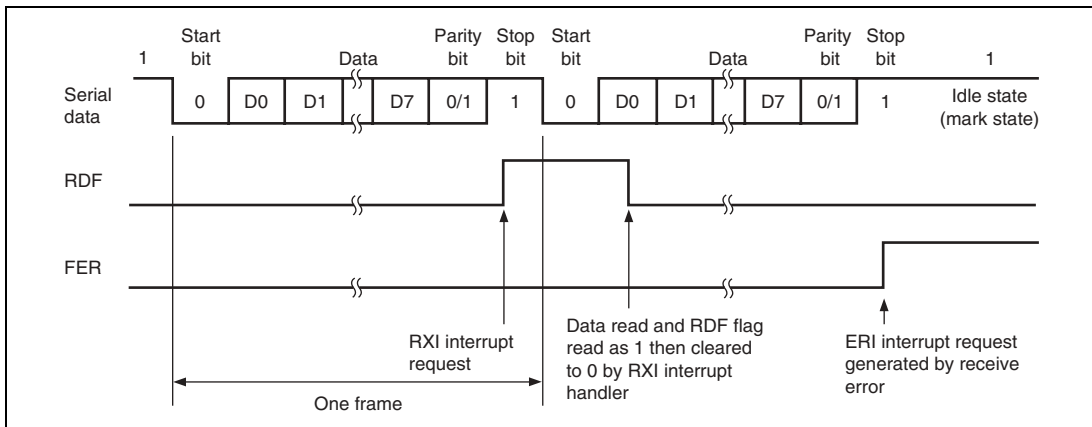 Start Parity Stop Start Parity Stop
1 bit Data bit bit bit Data bit bit 1
Serial data
0 D0 D1 D7 0/1 1 0 D0 D1 D7 0/1 1
Idle state
(mark state)
RDF
FER
RXI interrupt
request
Data read and RDF flag
read as 1 then cleared
to 0 by RXI interrupt
handler
ERI interrupt request
generated by receive
error
One frame